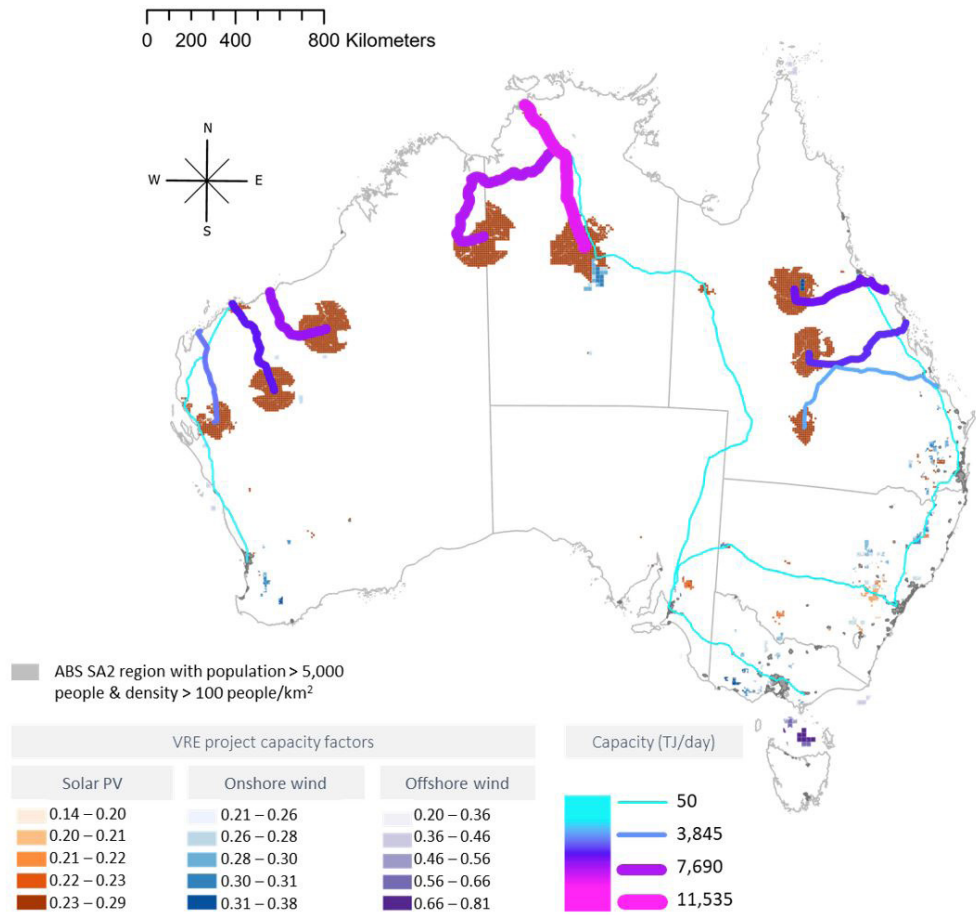 0 200 400 800 Kilometers
N
W E
S
ABS SA2 region with population > 5,000
people & density > 100 people/km²
VRE project capacity factors
Capacity (TJ/day)
Solar PV Onshore wind Offshore wind
0.14 – 0.20 0.21 – 0.26 0.20 – 0.36 50
0.20 – 0.21 0.26 – 0.28 0.36 – 0.46 3,845
0.21 – 0.22 0.28 – 0.30 0.46 – 0.56
0.22 – 0.23 0.30 – 0.31 0.56 – 0.66 7,690
0.23 – 0.29 0.31 – 0.38 0.66 – 0.81 11,535